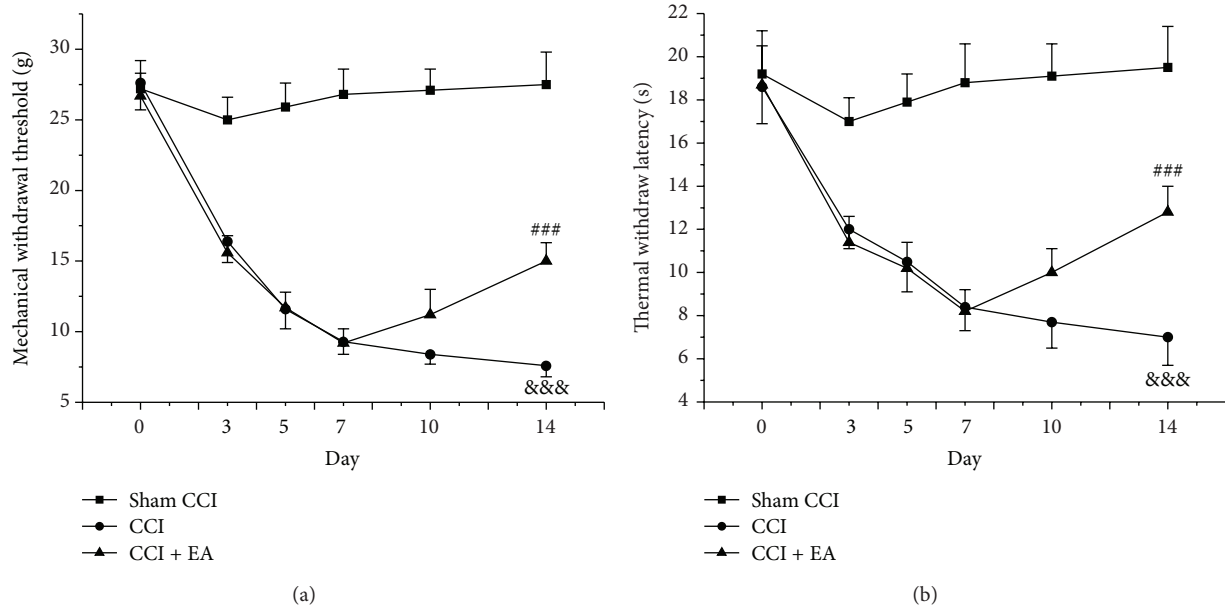 Mechanical withdrawal threshold (g)
30
25
20
15
10
5
###
&&&
0
3
5
7
10
14
Day
Sham CCI
CCI
CCI + EA
(a)
Thermal withdraw latency (s)
22
20
18
16
14
12
10
8
6
4
###
&&&
0
3
5
7
10
14
Day
Sham CCI
CCI
CCI + EA
(b)